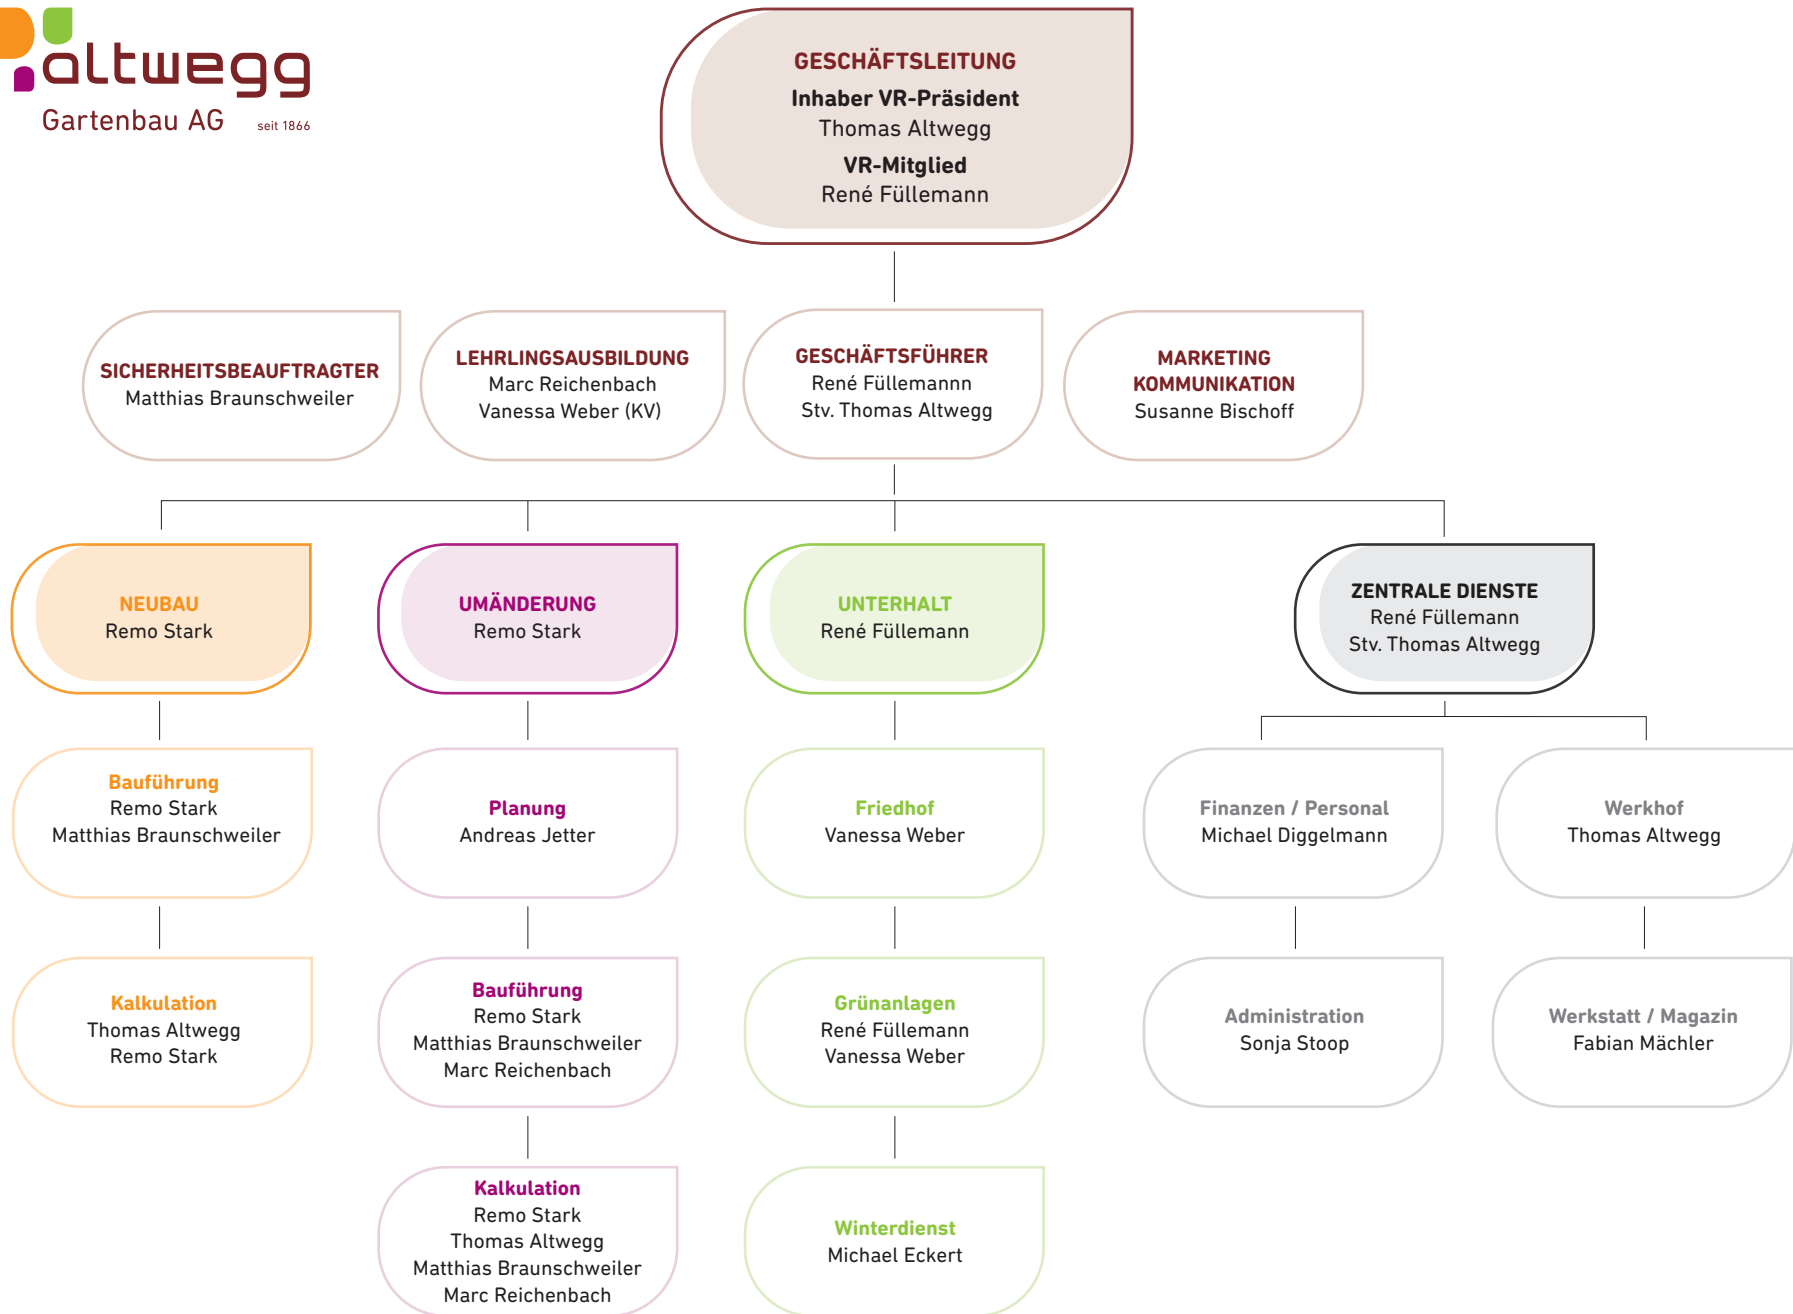 altwegg
Gartenbau AG seit 1866
GESCHÄFTSLEITUNG
Inhaber VR-Präsident
Thomas Altwegg
VR-Mitglied
René Füllemann
SICHERHEITSBEAUFTRAGTER
Matthias Braunschweiler
LEHRLINGSAUSBILDUNG
Marc Reichenbach
Vanessa Weber (KV)
GESCHÄFTSFÜHRER
René Füllemannn
Stv. Thomas Altwegg
MARKETING
KOMMUNIKATION
Susanne Bischoff
NEUBAU
Remo Stark
UMÄNDERUNG
Remo Stark
UNTERHALT
René Füllemann
ZENTRALE DIENSTE
René Füllemann
Stv. Thomas Altwegg
Bauführung
Remo Stark
Matthias Braunschweiler
Planung
Andreas Jetter
Friedhof
Vanessa Weber
Finanzen / Personal
Michael Diggelmann
Werkhof
Thomas Altwegg
Kalkulation
Thomas Altwegg
Remo Stark
Bauführung
Remo Stark
Matthias Braunschweiler
Marc Reichenbach
Grünanlagen
René Füllemann
Vanessa Weber
Administration
Sonja Stoop
Werkstatt / Magazin
Fabian Mächler
Kalkulation
Remo Stark
Thomas Altwegg
Matthias Braunschweiler
Marc Reichenbach
Winterdienst
Michael Eckert